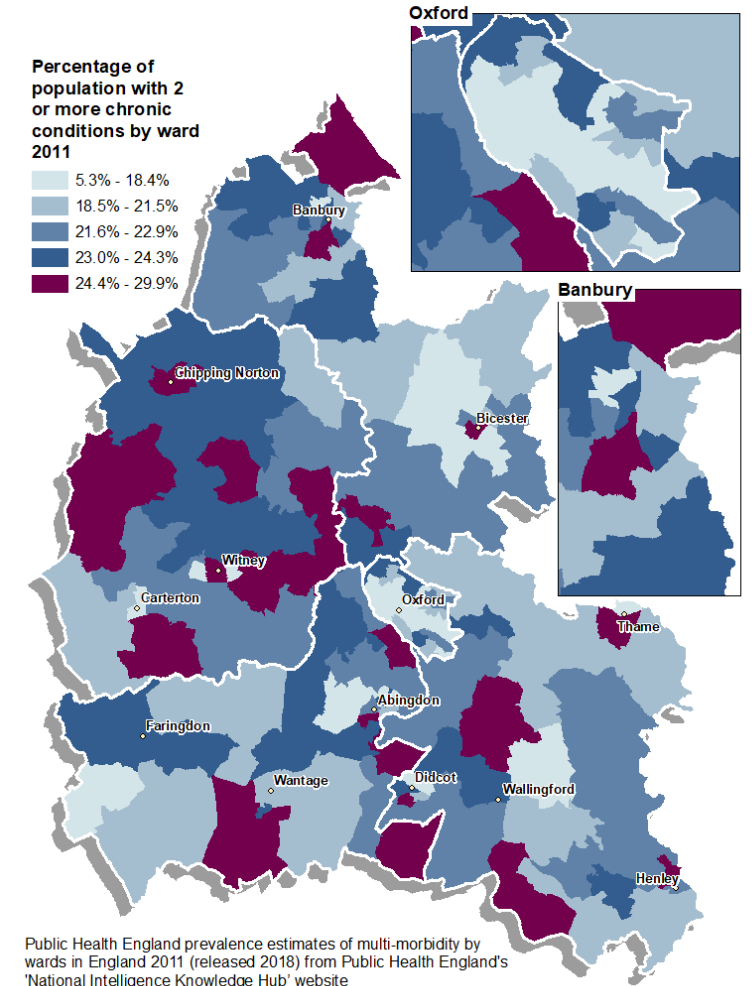 Oxford
Percentage of
population with 2
or more chronic
conditions by ward
2011
5.3% - 18.4%
18.5% - 21.5%
21.6% - 22.9%
23.0% - 24.3%
24.4% - 29.9%
Banbury
Banbury
Chipping Norton
Bicester
Witney
Carterton
Oxford
Thame
Abingdon
Faringdon
Wantage
Didcot
Wallingford
Henley
Public Health England prevalence estimates of multi-morbidity by
wards in England 2011 (released 2018) from Public Health England's
'National Intelligence Knowledge Hub' website